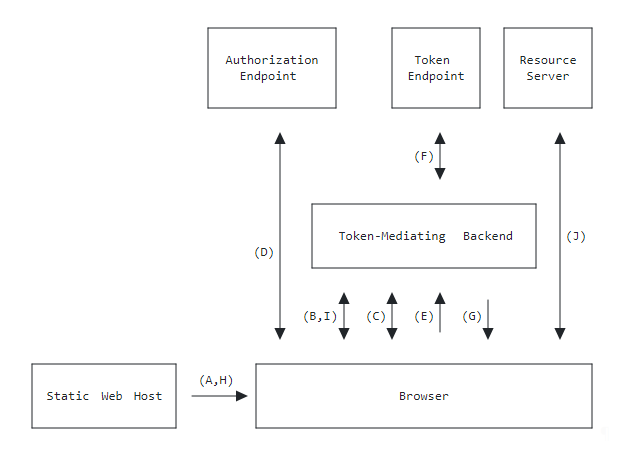 Authorization
Endpoint
Token
Endpoint
Resource
Server
(F)
Token-Mediating Backend
(D)
(J)
(B,I)
(C)
(E)
(G)
(A,H)
Static Web Host
Browser